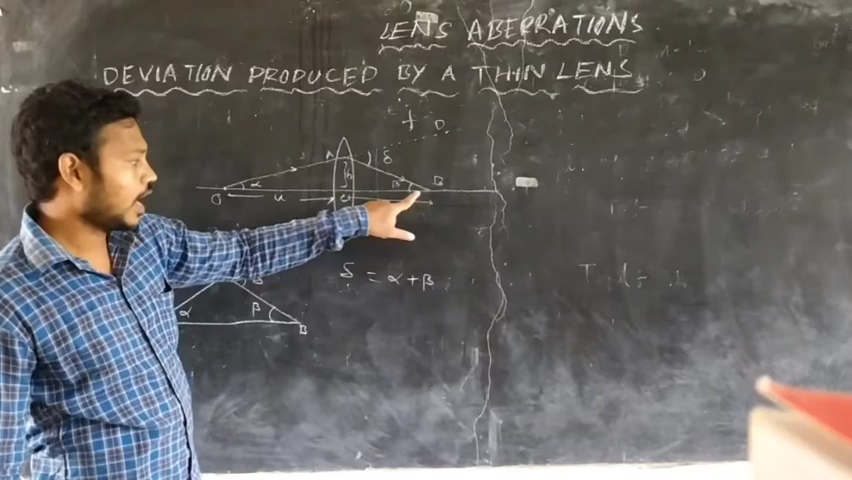 LENS ABERRATIONS
DEVIATION PRODUCED BY A THIN LENS
A δ
O α h β B
u
δ
δ = α + β
α β B